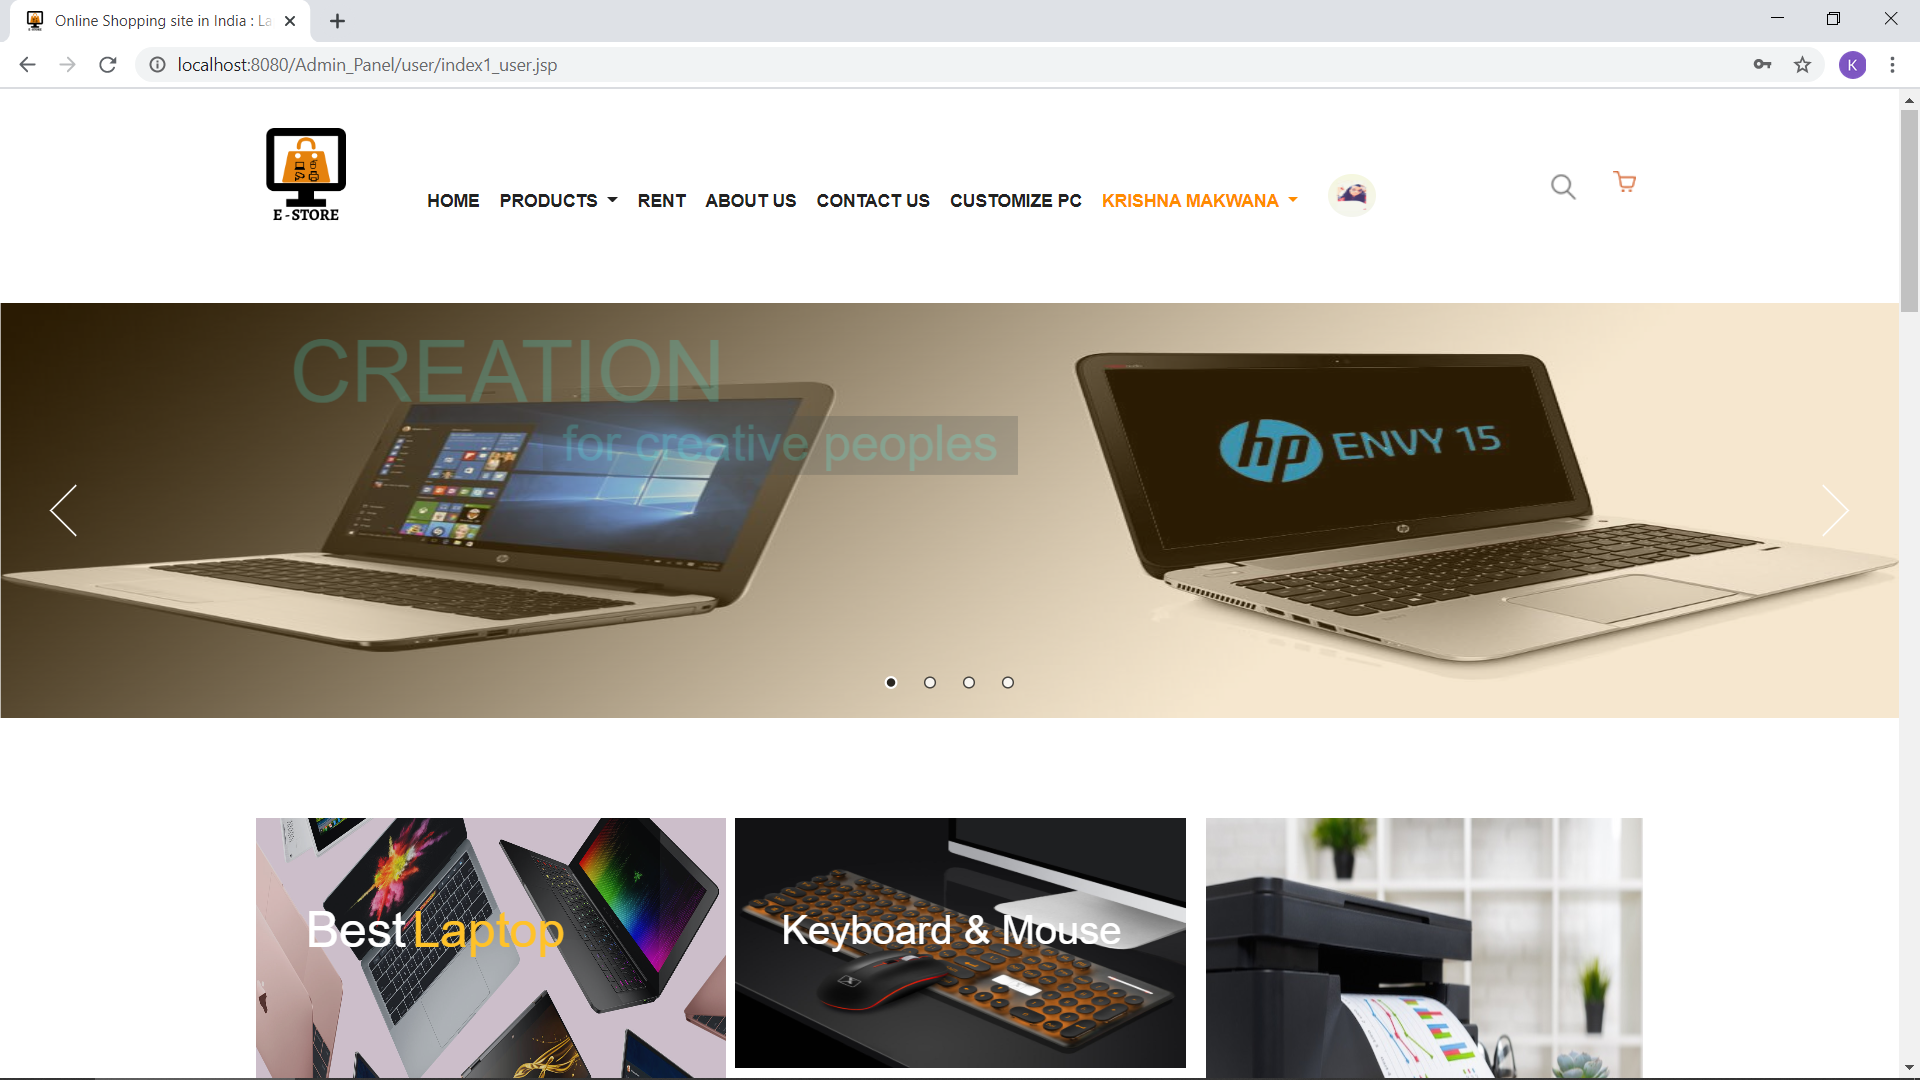 Online Shopping site in India : La
localhost:8080/Admin_Panel/user/index1_user.jsp
K
E-STORE
HOME PRODUCTS RENT ABOUT US CONTACT US CUSTOMIZE PC KRISHNA MAKWANA
CREATION
for creative peoples
hp ENVY 15
Best Laptop
Keyboard & Mouse